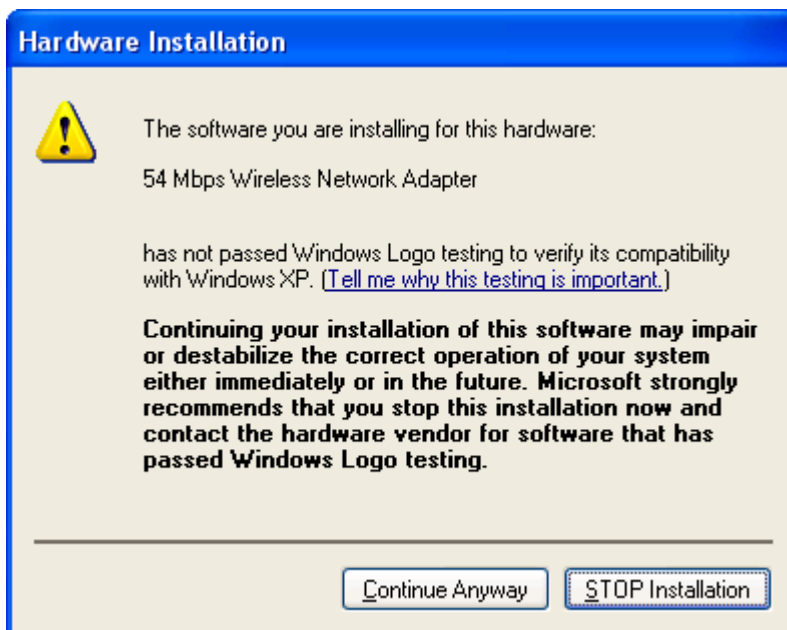 Hardware Installation
The software you are installing for this hardware:
54 Mbps Wireless Network Adapter
has not passed Windows Logo testing to verify its compatibility
with Windows XP. (Tell me why this testing is important.)
Continuing your installation of this software may impair
or destabilize the correct operation of your system
either immediately or in the future. Microsoft strongly
recommends that you stop this installation now and
contact the hardware vendor for software that has
passed Windows Logo testing.
Continue Anyway
STOP Installation